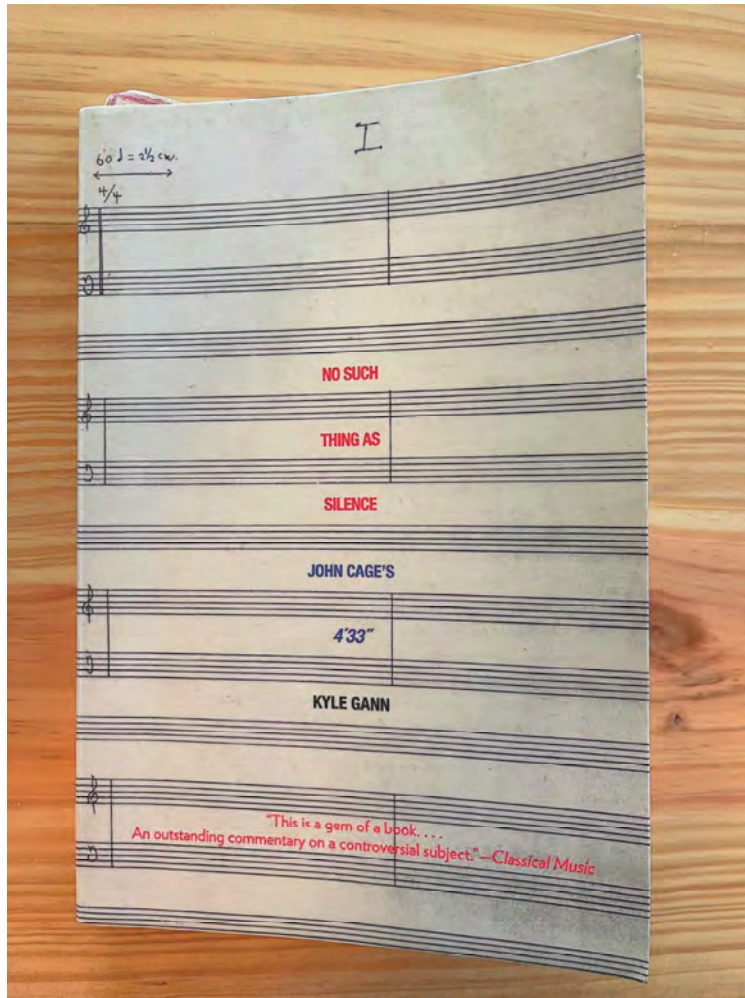 I
60 ♩ = 2½ cm.
4/4
NO SUCH
THING AS
SILENCE
JOHN CAGE'S
4'33"
KYLE GANN
"This is a gem of a book. . . .
An outstanding commentary on a controversial subject."—Classical Music